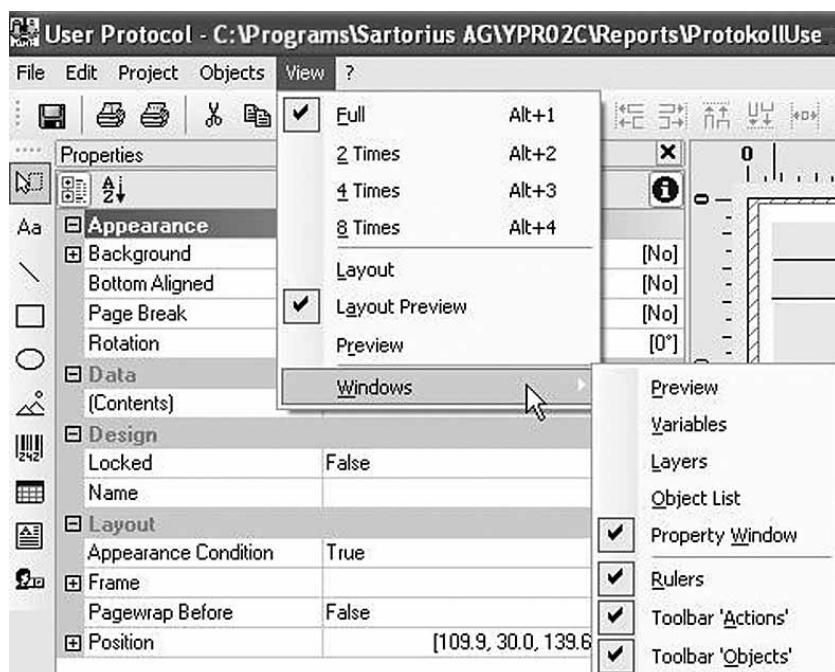 User Protocol - C:\Programs\Sartorius AG\YPR02C\Reports\ProtokollUse
File Edit Project Objects View ?
Full Alt+1
2 Times Alt+2
4 Times Alt+3
8 Times Alt+4
Layout
Layout Preview
Preview
Windows
Preview
Variables
Layers
Object List
Property Window
Rulers
Toolbar 'Actions'
Toolbar 'Objects'
Properties
Appearance
Background [No]
Bottom Aligned [No]
Page Break [No]
Rotation [0°]
Data
(Contents)
Design
Locked False
Name
Layout
Appearance Condition True
Frame
Pagewrap Before False
Position [109.9, 30.0, 139.6
Aa
0
0